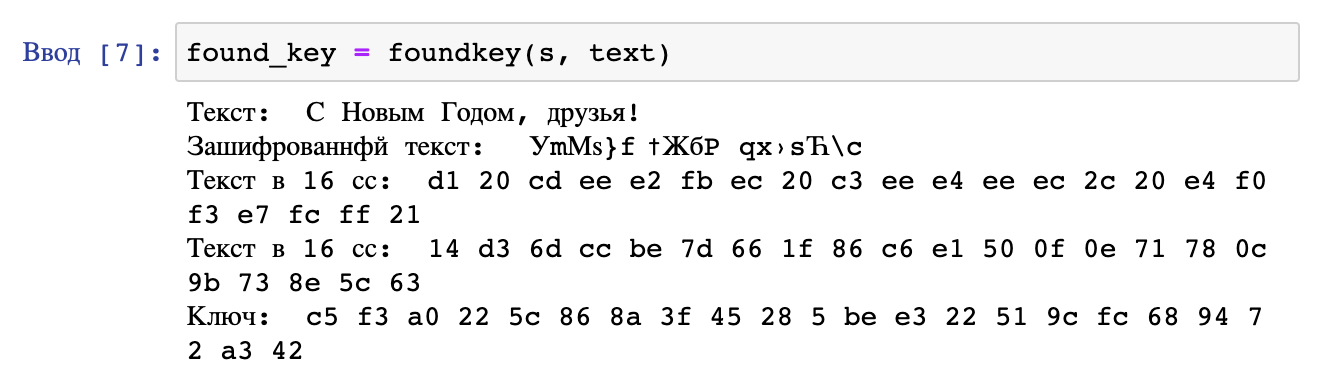 Ввод [7]: found_key = foundkey(s, text)
Текст:  С Новым Годом, друзья!
Зашифрованнфй текст:  УmMs}f †ЖбP qx›sЋ\c
Текст в 16 сс:  d1 20 cd ee e2 fb ec 20 c3 ee e4 ee ec 2c 20 e4 f0
f3 e7 fc ff 21
Текст в 16 сс:  14 d3 6d cc be 7d 66 1f 86 c6 e1 50 0f 0e 71 78 0c
9b 73 8e 5c 63
Ключ:  c5 f3 a0 22 5c 86 8a 3f 45 28 5 be e3 22 51 9c fc 68 94 7
2 a3 42